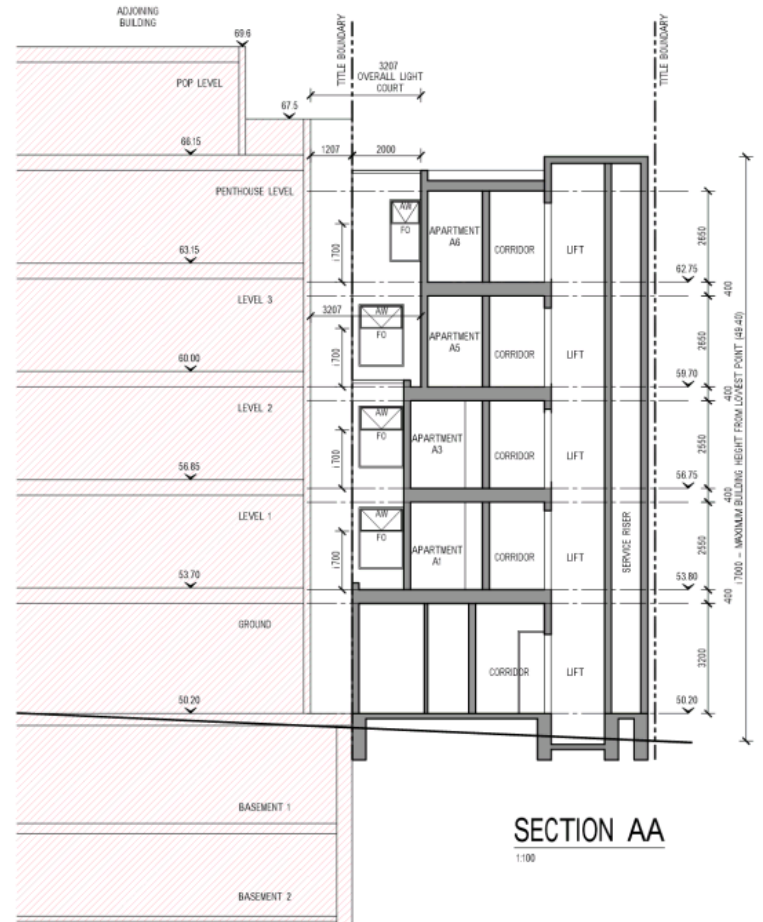 ADJOINING
BUILDING
69.6
TITLE BOUNDARY
TITLE BOUNDARY
3207
OVERALL LIGHT
COURT
POP LEVEL
67.5
66.15
1207
2000
PENTHOUSE LEVEL
AW
FO
APARTMENT
A6
CORRIDOR
LIFT
2650
1700
63.15
62.75
400
LEVEL 3
3207
AW
FO
APARTMENT
A5
CORRIDOR
LIFT
2650
1700
60.00
59.70
400
LEVEL 2
AW
FO
APARTMENT
A3
CORRIDOR
LIFT
2550
1700
56.85
56.75
400
LEVEL 1
AW
FO
APARTMENT
A1
CORRIDOR
LIFT
SERVICE RISER
2550
1700
53.70
53.80
400
17000 – MAXIMUM BUILDING HEIGHT FROM LOWEST POINT (49.40)
GROUND
CORRIDOR
LIFT
3200
50.20
50.20
BASEMENT 1
SECTION AA
1:100
BASEMENT 2